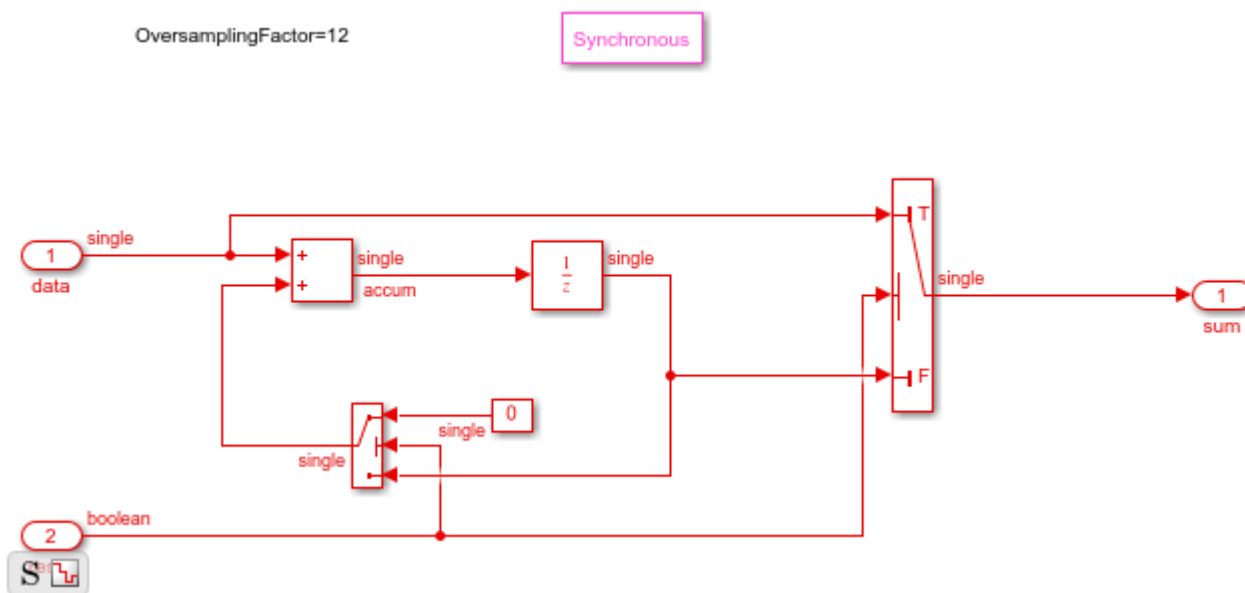 OversamplingFactor=12
Synchronous
single
1
data
+
+
single
accum
1
z
single
T
F
single
1
sum
0
single
single
boolean
2
S